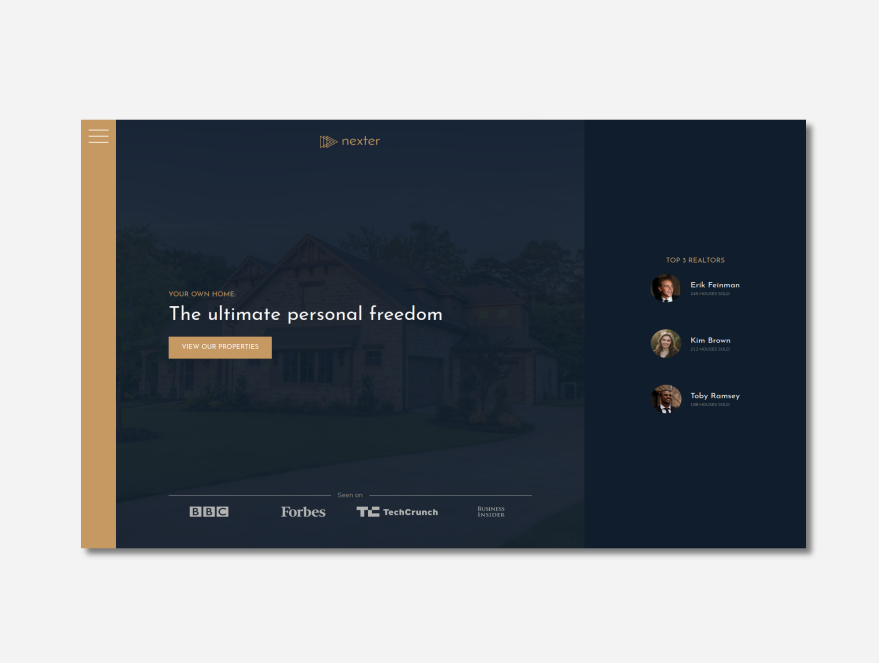 nexter
YOUR OWN HOME:
The ultimate personal freedom
VIEW OUR PROPERTIES
Seen on
BBC
Forbes
TC TechCrunch
BUSINESS
INSIDER
TOP 3 REALTORS
Erik Feinman
245 HOUSES SOLD
Kim Brown
212 HOUSES SOLD
Toby Ramsey
198 HOUSES SOLD